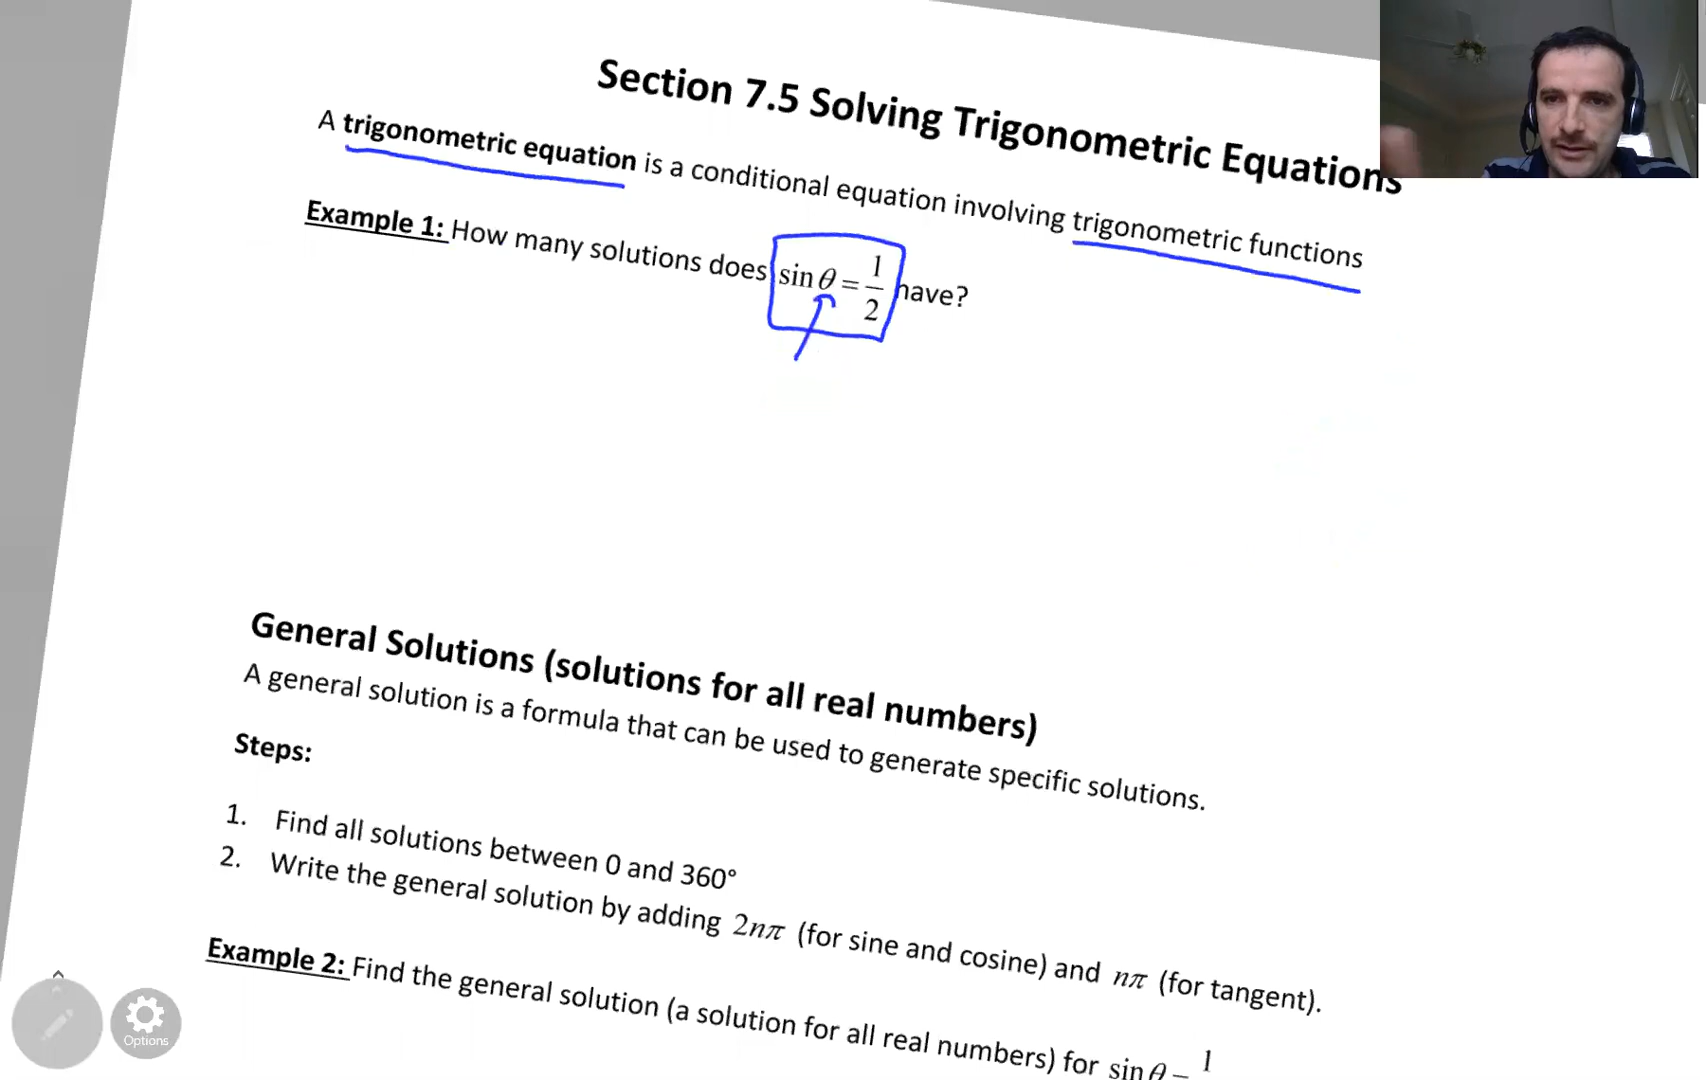 Section 7.5 Solving Trigonometric Equations
A trigonometric equation is a conditional equation involving trigonometric functions
Example 1: How many solutions does sin θ = 1/2 have?
General Solutions (solutions for all real numbers)
A general solution is a formula that can be used to generate specific solutions.
Steps:
1. Find all solutions between 0 and 360°
2. Write the general solution by adding 2nπ (for sine and cosine) and nπ (for tangent).
Example 2: Find the general solution (a solution for all real numbers) for sin θ = 1
Options